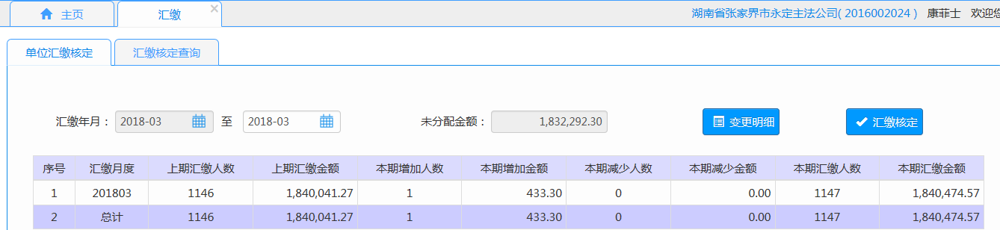 主页 汇缴 湖南省张家界市永定主法公司( 2016002024 ) 康菲士 欢迎您
单位汇缴核定 汇缴核定查询
汇缴年月： 2018-03 至 2018-03 未分配金额： 1,832,292.30 变更明细 汇缴核定
序号 汇缴月度 上期汇缴人数 上期汇缴金额 本期增加人数 本期增加金额 本期减少人数 本期减少金额 本期汇缴人数 本期汇缴金额
1 201803 1146 1,840,041.27 1 433.30 0 0.00 1147 1,840,474.57
2 总计 1146 1,840,041.27 1 433.30 0 0.00 1147 1,840,474.57